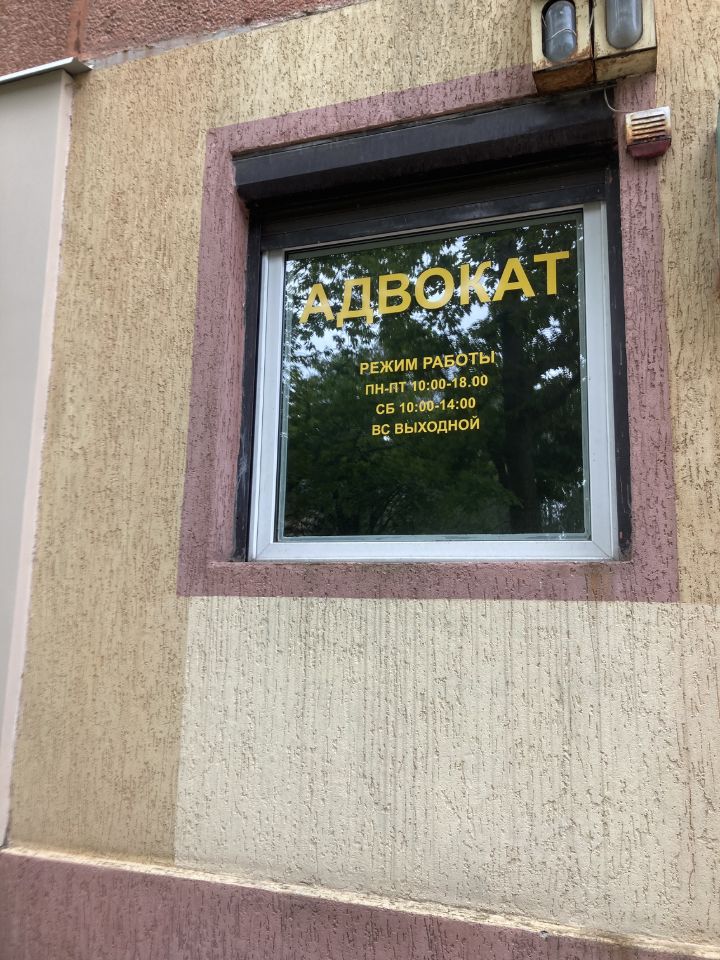 АДВОКАТ
РЕЖИМ РАБОТЫ
ПН-ПТ 10:00-18.00
СБ 10:00-14:00
ВС ВЫХОДНОЙ